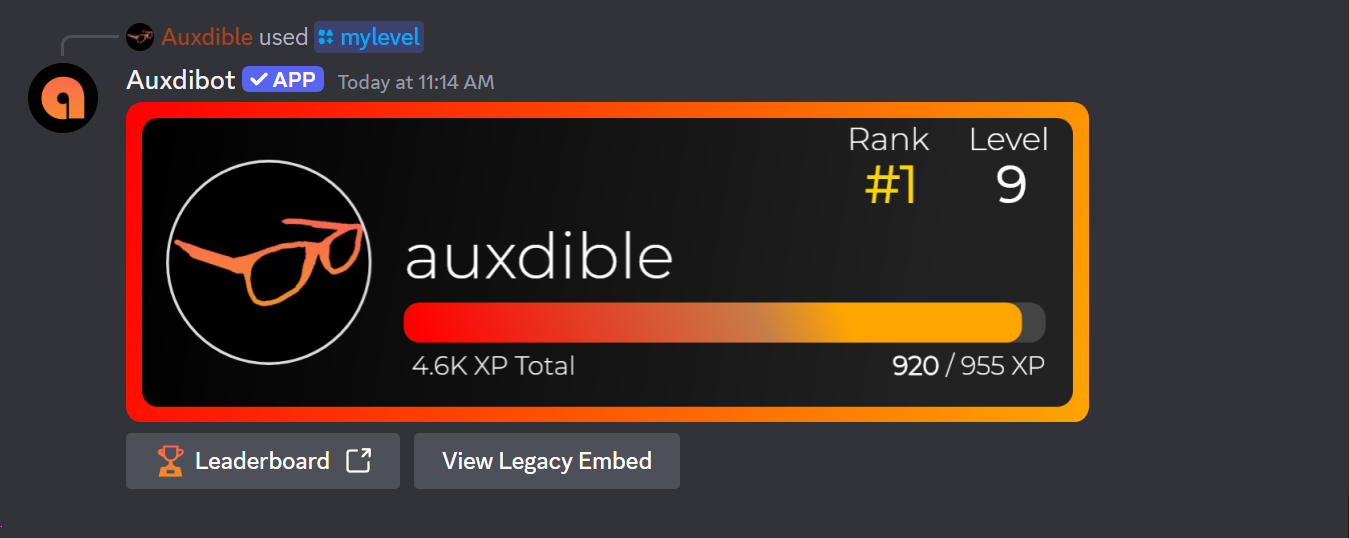 Auxdible used mylevel
Auxdibot APP Today at 11:14 AM
Rank Level
#1 9
auxdible
4.6K XP Total 920 / 955 XP
Leaderboard View Legacy Embed